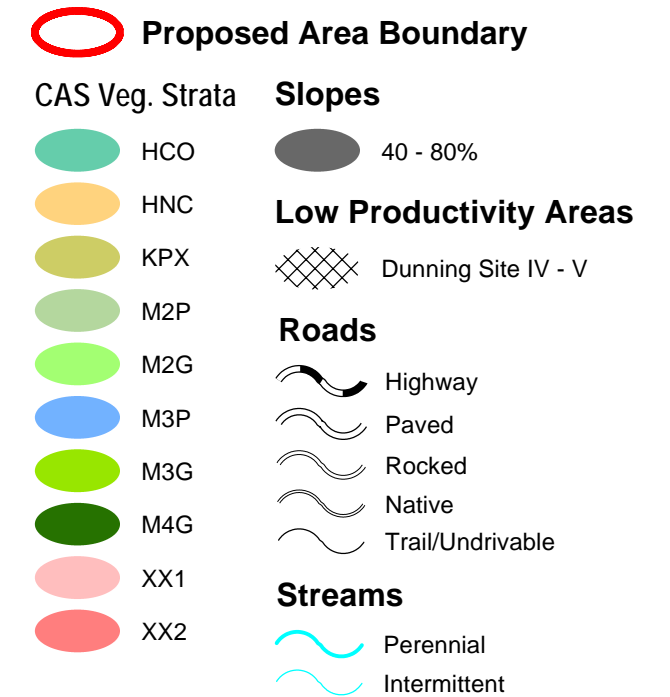 Proposed Area Boundary
CAS Veg. Strata
HCO
HNC
KPX
M2P
M2G
M3P
M3G
M4G
XX1
XX2
Slopes
40 - 80%
Low Productivity Areas
Dunning Site IV - V
Roads
Highway
Paved
Rocked
Native
Trail/Undrivable
Streams
Perennial
Intermittent